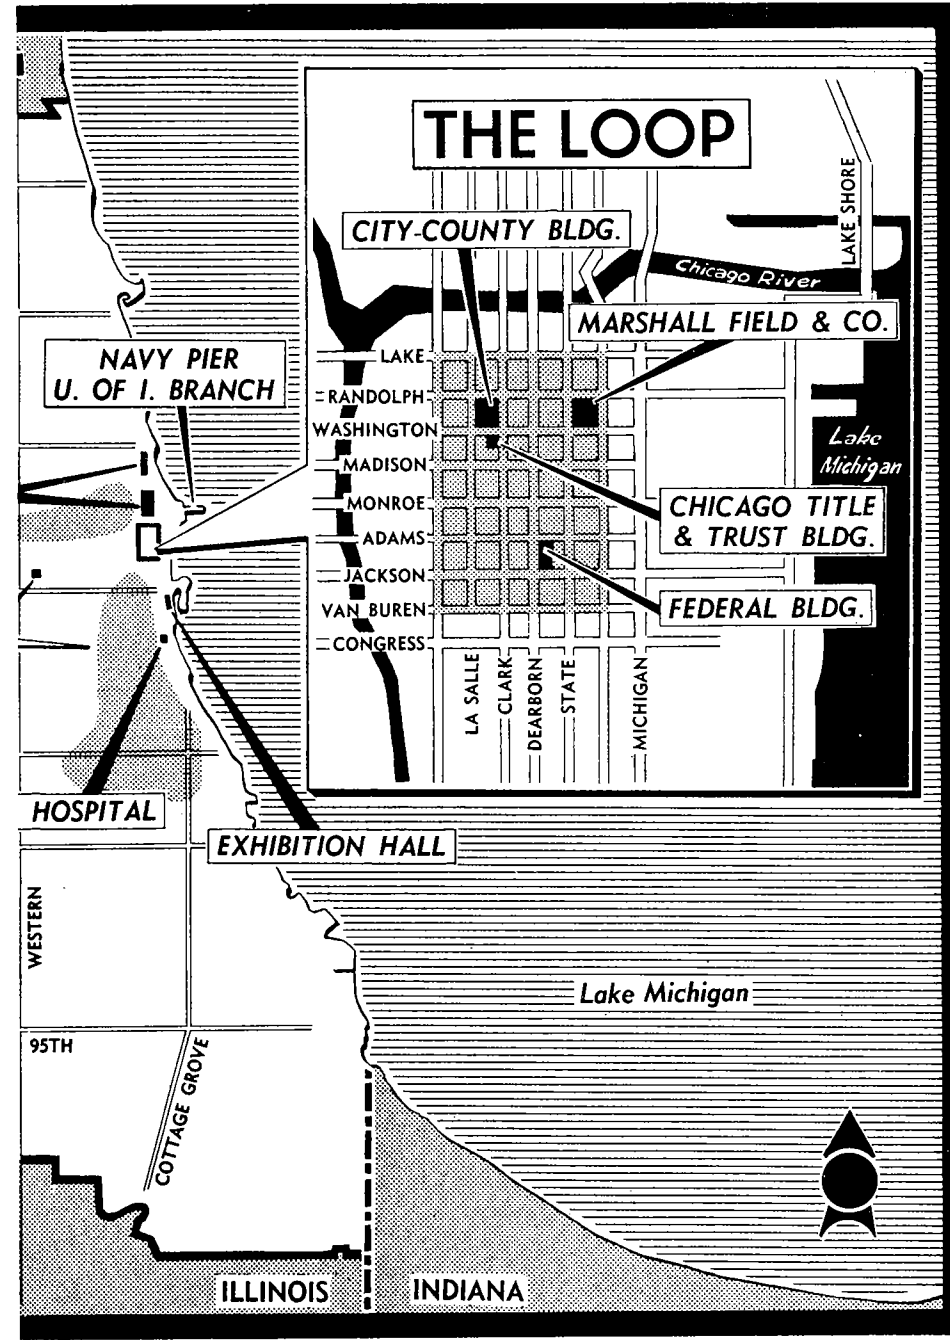 THE LOOP
LAKE SHORE
CITY-COUNTY BLDG.
Chicago River
MARSHALL FIELD & CO.
NAVY PIER
U. OF I. BRANCH
LAKE
RANDOLPH
WASHINGTON
MADISON
MONROE
ADAMS
JACKSON
VAN BUREN
CONGRESS
Lake
Michigan
CHICAGO TITLE
& TRUST BLDG.
FEDERAL BLDG.
LA SALLE
CLARK
DEARBORN
STATE
MICHIGAN
HOSPITAL
EXHIBITION HALL
WESTERN
Lake Michigan
95TH
COTTAGE GROVE
ILLINOIS
INDIANA